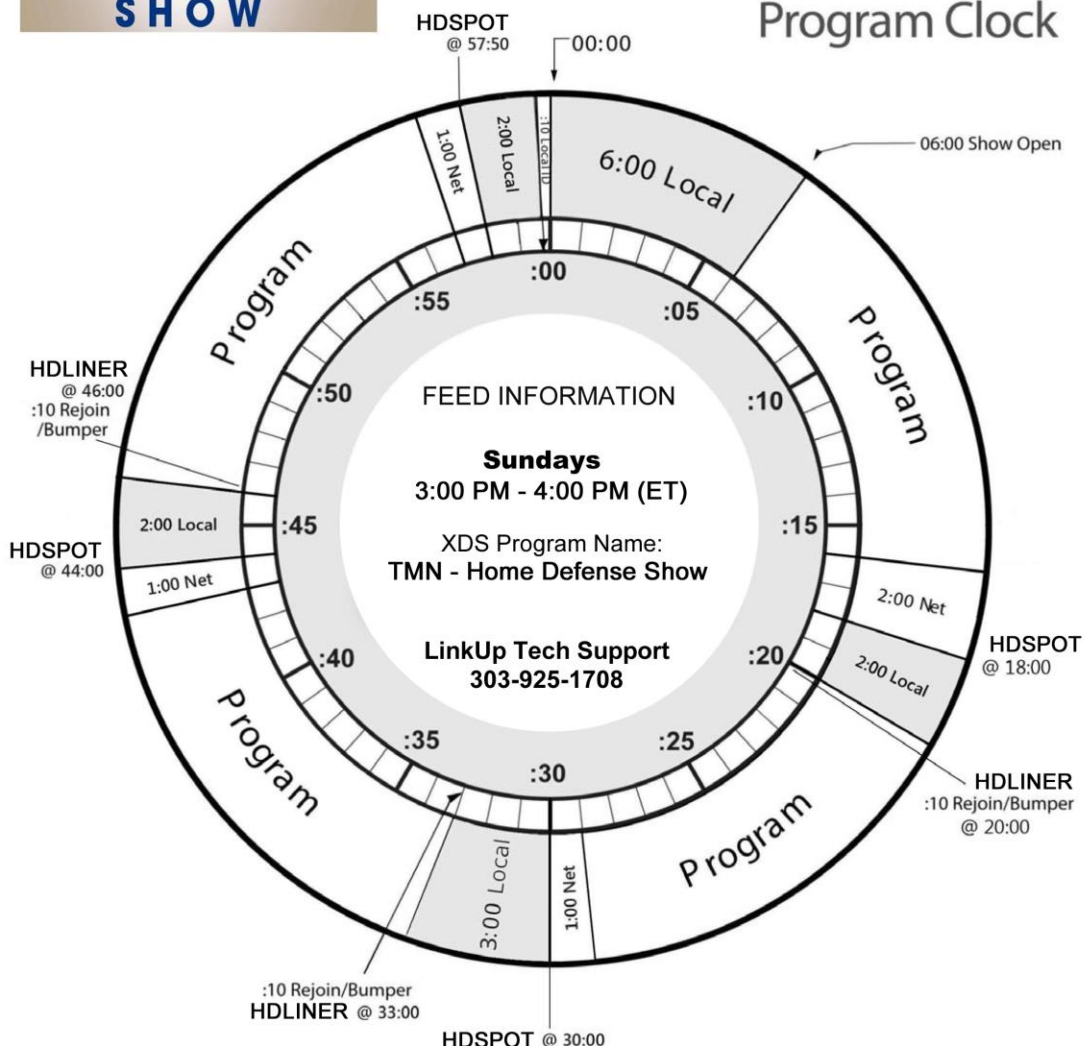 SHOW
Program Clock
HDSPOT
@ 57:50
00:00
06:00 Show Open
1:00 Net
2:00 Local
:10 Local ID
6:00 Local
Program
Program
:00
:05
:10
:15
:20
:25
:30
:35
:40
:45
:50
:55
FEED INFORMATION
Sundays
3:00 PM - 4:00 PM (ET)
XDS Program Name:
TMN - Home Defense Show
LinkUp Tech Support
303-925-1708
HDLINER
@ 46:00
:10 Rejoin
/Bumper
2:00 Local
HDSPOT
@ 44:00
1:00 Net
2:00 Net
HDSPOT
@ 18:00
2:00 Local
HDLINER
:10 Rejoin/Bumper
@ 20:00
Program
Program
3:00 Local
1:00 Net
:10 Rejoin/Bumper
HDLINER @ 33:00
HDSPOT @ 30:00